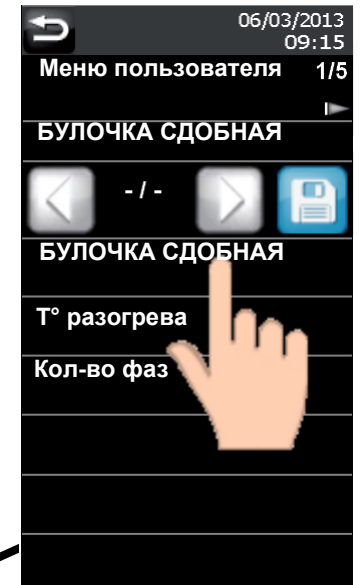 06/03/2013
09:15
Меню пользователя 1/5
БУЛОЧКА СДОБНАЯ
- / -
БУЛОЧКА СДОБНАЯ
T° разогрева
Кол-во фаз